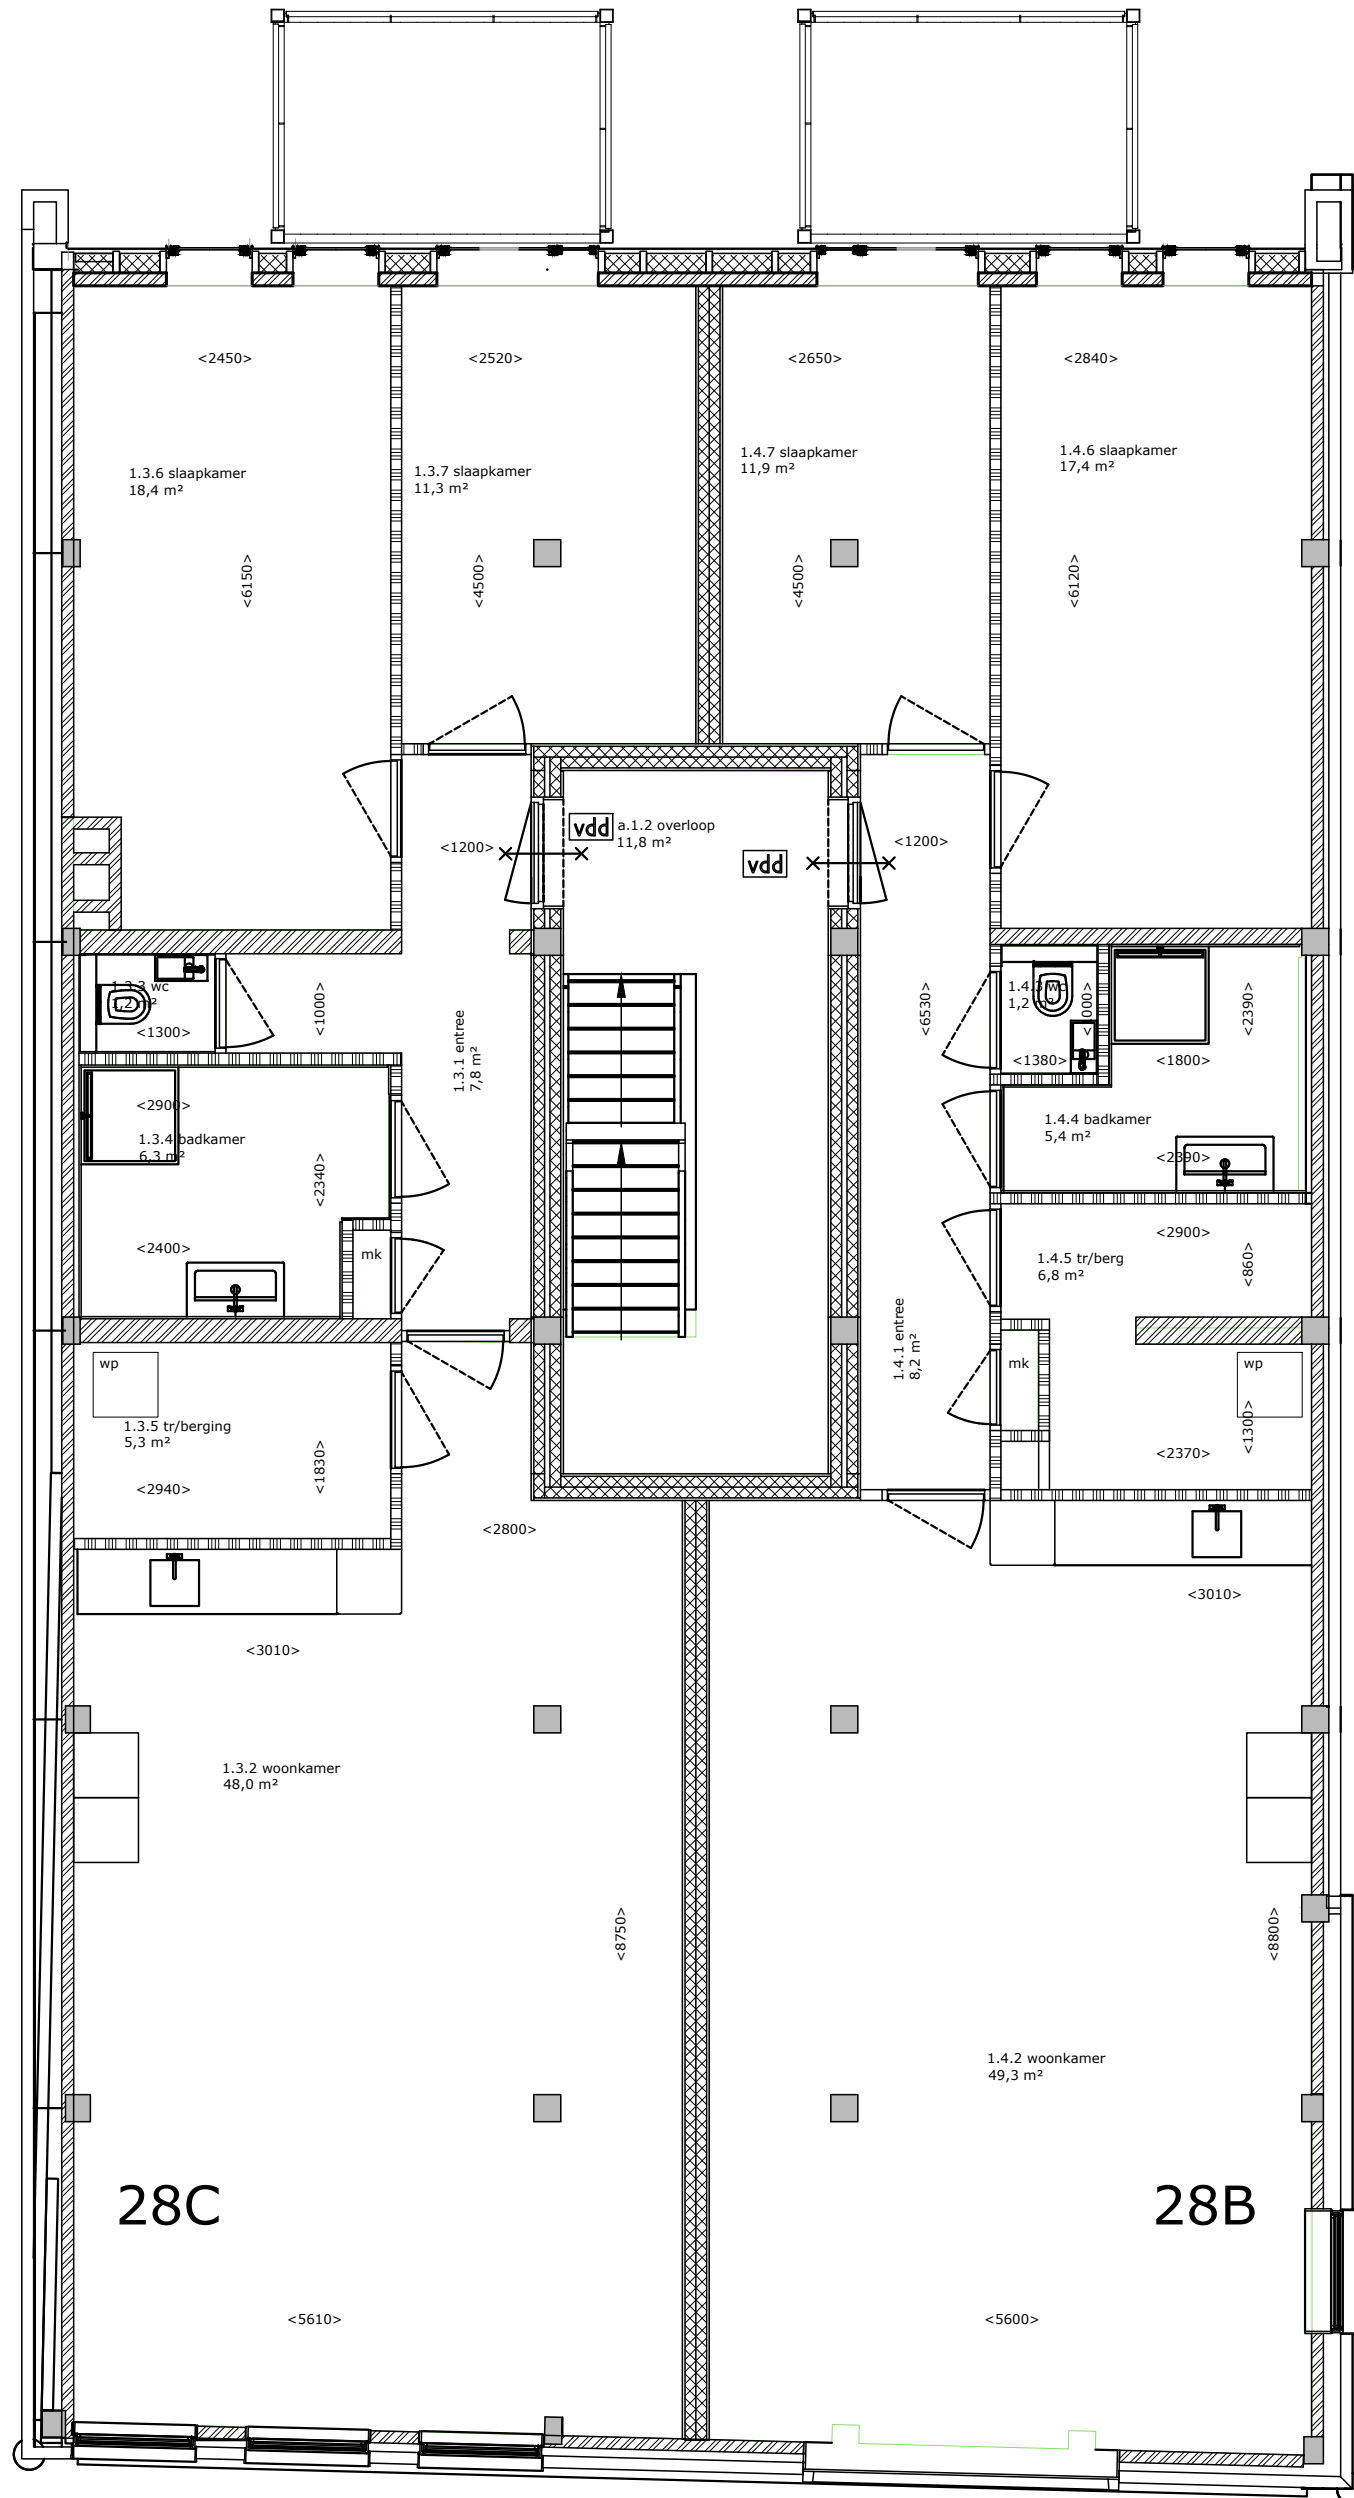 <2450>
<2520>
<2650>
<2840>
1.3.6 slaapkamer
18,4 m²
1.3.7 slaapkamer
11,3 m²
1.4.7 slaapkamer
11,9 m²
1.4.6 slaapkamer
17,4 m²
<6150>
<4500>
<4500>
<6120>
<1200>
vdd
a.1.2 overloop
11,8 m²
vdd
<1200>
1.3.3 wc
1,2 m²
<1300>
<1000>
1.3.1 entree
7,8 m²
<6530>
1.4.3 wc
1,2 m²
<1000>
<1380>
<1800>
<2390>
<2900>
1.3.4 badkamer
6,3 m²
<2340>
<2400>
mk
1.4.4 badkamer
5,4 m²
<2390>
<2900>
1.4.5 tr/berg
6,8 m²
<860>
wp
1.3.5 tr/berging
5,3 m²
<2940>
<1830>
1.4.1 entree
8,2 m²
mk
wp
<1300>
<2370>
<2800>
<3010>
<3010>
1.3.2 woonkamer
48,0 m²
<8750>
<8800>
1.4.2 woonkamer
49,3 m²
28C
28B
<5610>
<5600>